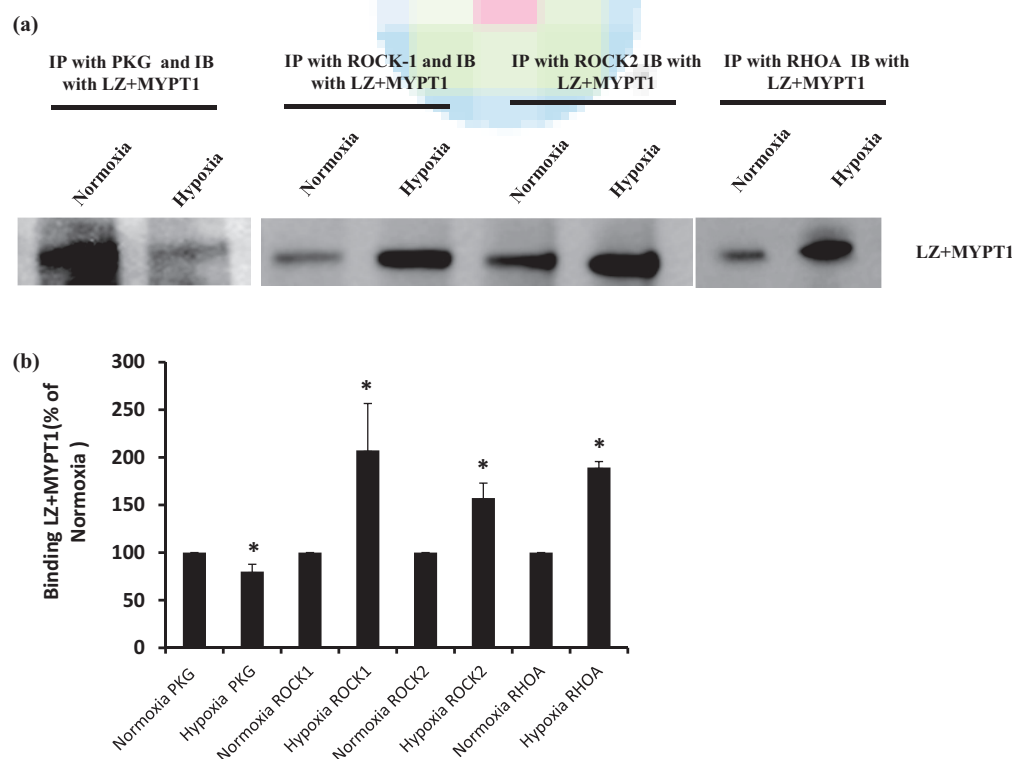 (a)
IP with PKG and IB
with LZ+MYPT1
IP with ROCK-1 and IB
with LZ+MYPT1
IP with ROCK2 IB with
LZ+MYPT1
IP with RHOA IB with
LZ+MYPT1
Normoxia
Hypoxia
Normoxia
Hypoxia
Normoxia
Hypoxia
Normoxia
Hypoxia
LZ+MYPT1
(b)
Binding LZ+MYPT1(% of
Normoxia )
300
250
200
150
100
50
0
*
*
*
*
Normoxia PKG
Hypoxia PKG
Normoxia ROCK1
Hypoxia ROCK1
Normoxia ROCK2
Hypoxia ROCK2
Normoxia RHOA
Hypoxia RHOA